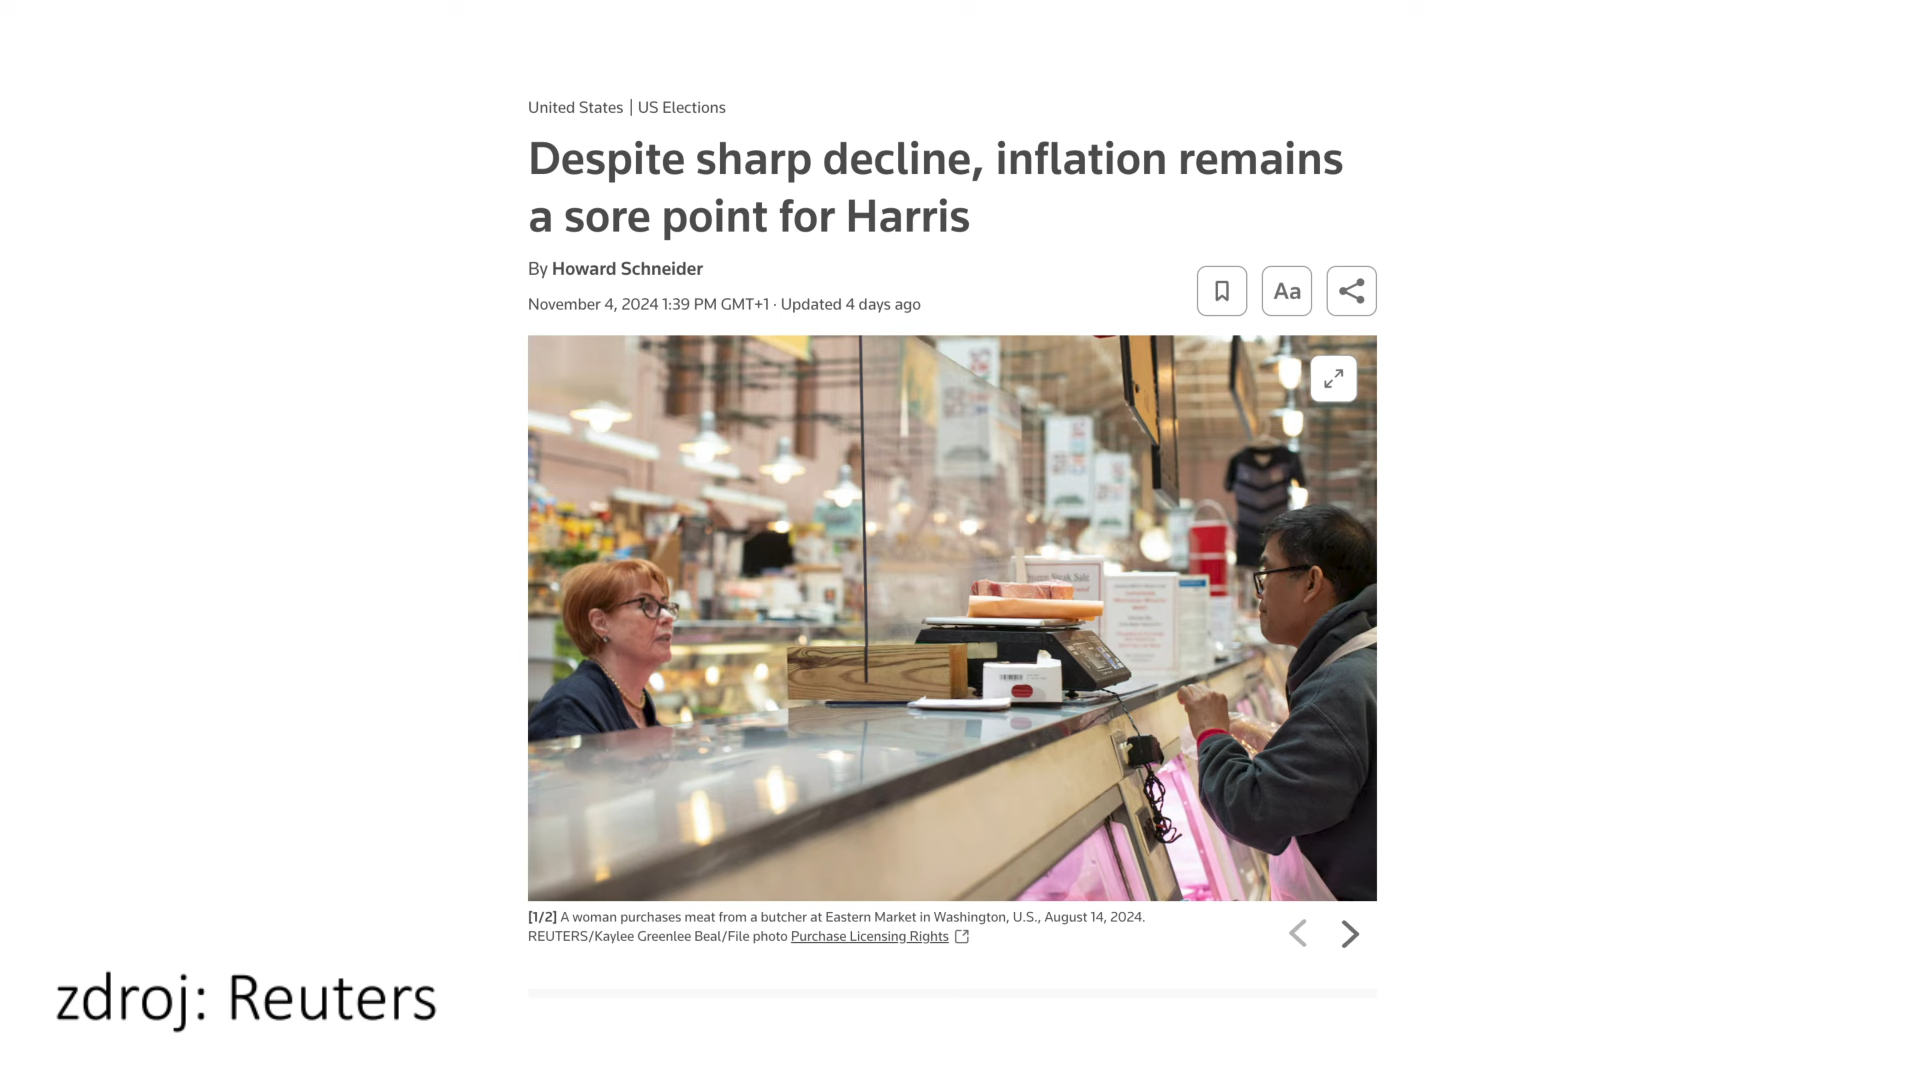 United States | US Elections
Despite sharp decline, inflation remains
a sore point for Harris
By Howard Schneider
November 4, 2024 1:39 PM GMT+1 · Updated 4 days ago
Aa
[1/2] A woman purchases meat from a butcher at Eastern Market in Washington, U.S., August 14, 2024.
REUTERS/Kaylee Greenlee Beal/File photo Purchase Licensing Rights
zdroj: Reuters